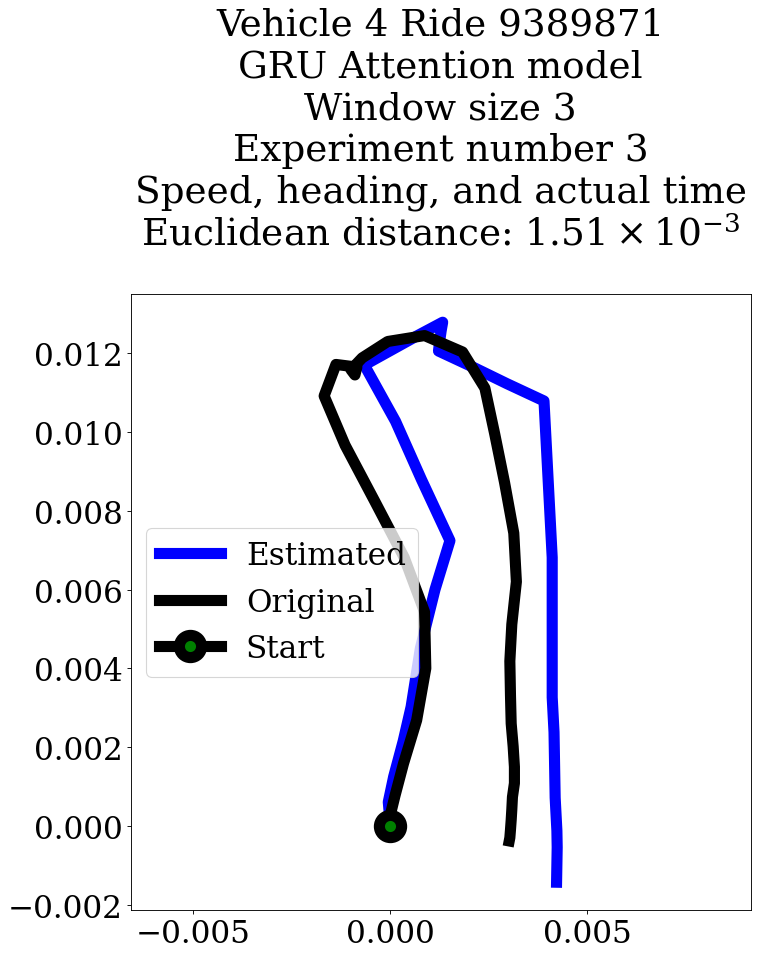 Vehicle 4 Ride 9389871
GRU Attention model
Window size 3
Experiment number 3
Speed, heading, and actual time
Euclidean distance: 1.51 × 10⁻³
0.012
0.010
0.008
0.006
0.004
0.002
0.000
−0.002
Estimated
Original
Start
−0.005
0.000
0.005